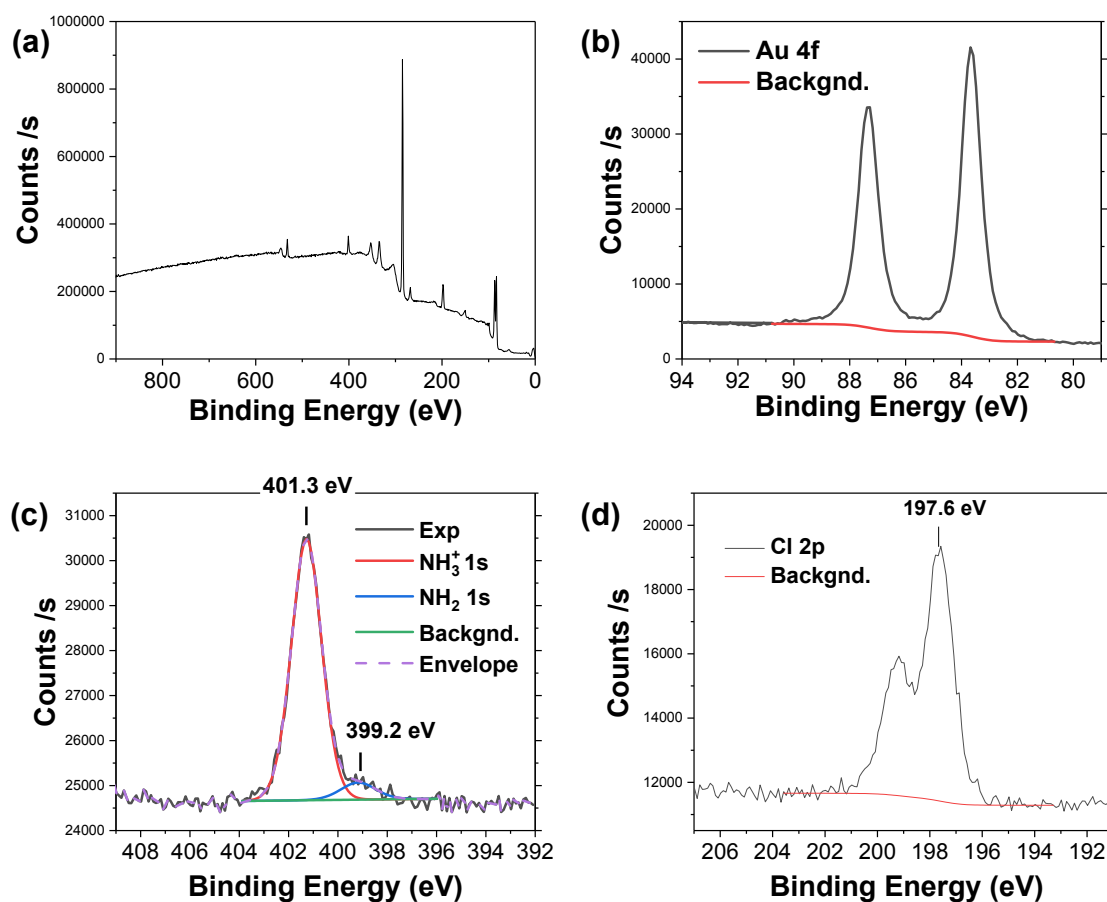 (a)
1000000
800000
600000
400000
200000
0
Counts /s
800 600 400 200 0
Binding Energy (eV)
(b)
Au 4f
Backgnd.
40000
30000
20000
10000
0
Counts /s
94 92 90 88 86 84 82 80
Binding Energy (eV)
(c)
401.3 eV
Exp
NH₃⁺ 1s
NH₂ 1s
Backgnd.
Envelope
399.2 eV
31000
30000
29000
28000
27000
26000
25000
24000
Counts /s
408 406 404 402 400 398 396 394 392
Binding Energy (eV)
(d)
197.6 eV
Cl 2p
Backgnd.
20000
18000
16000
14000
12000
Counts /s
206 204 202 200 198 196 194 192
Binding Energy (eV)